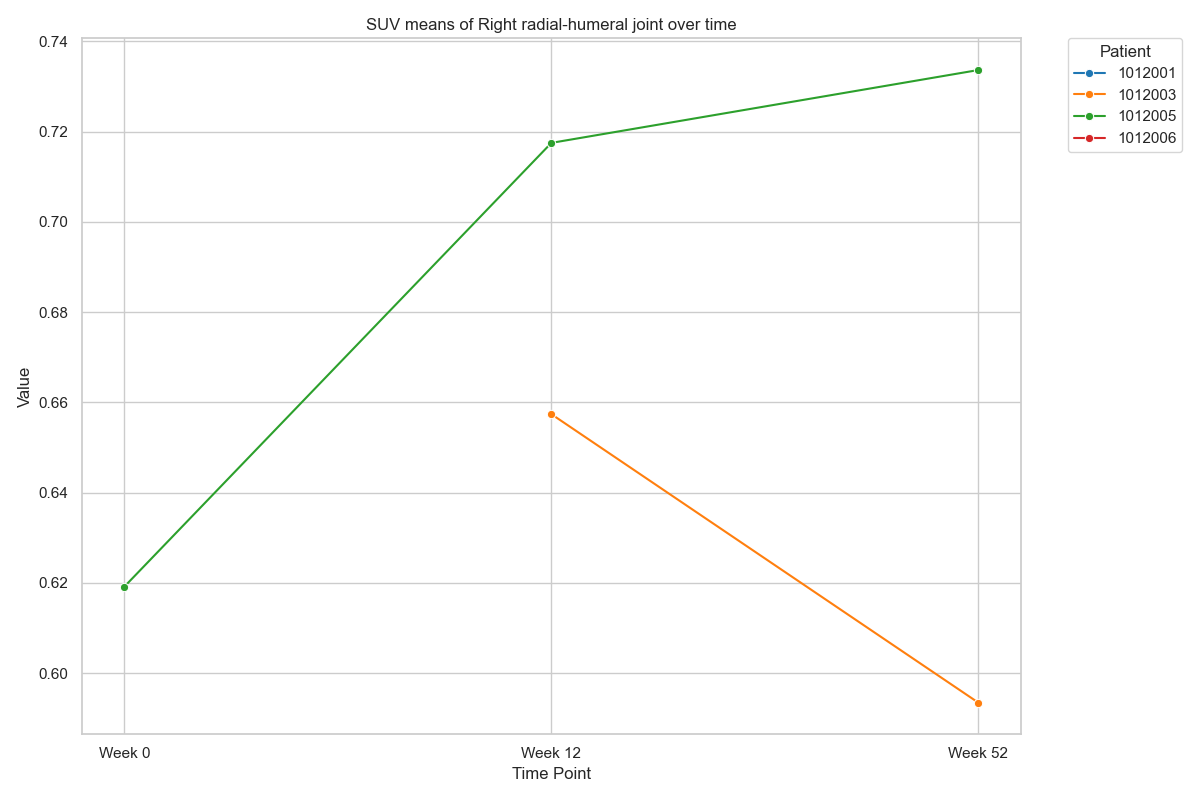 SUV means of Right radial-humeral joint over time
Patient
1012001
1012003
1012005
1012006
Value
0.74
0.72
0.70
0.68
0.66
0.64
0.62
0.60
Week 0
Week 12
Week 52
Time Point